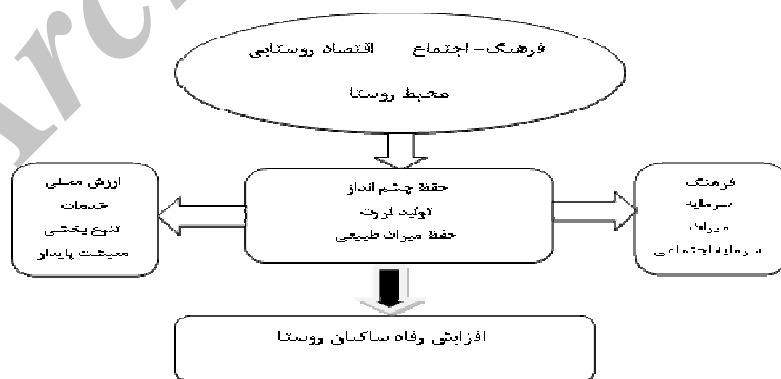 فرهنگ- اجتماع اقتصاد روستایی
محیط روستا
حفظ چشم انداز
تولید ثروت
حفظ میراث طبیعی
فرهنگ
سرمایه
میراث
سرمایه اجتماعی
ارزش محلی
خدمات
تنوع بخشی
معیشت پایدار
افزایش رفاه ساکنان روستا
Arc